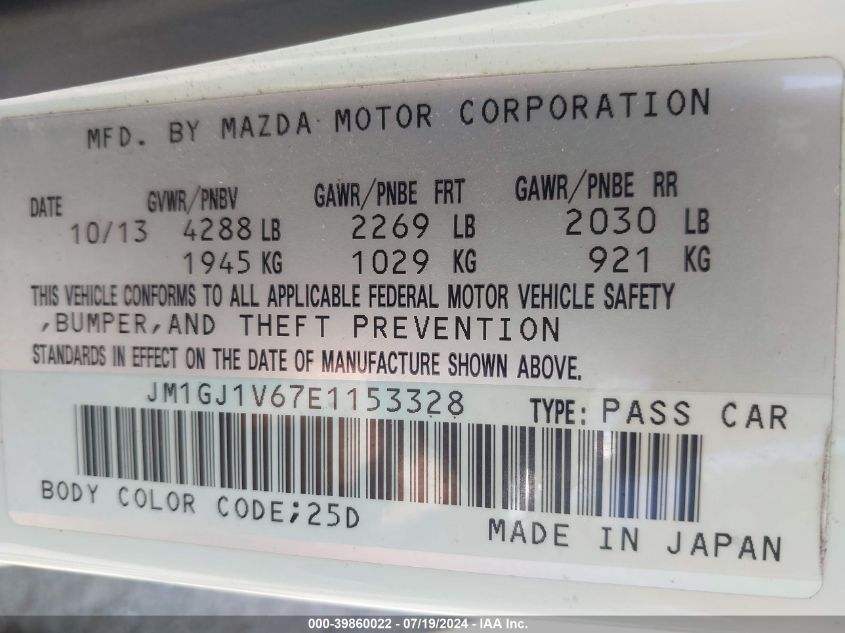 MFD. BY MAZDA MOTOR CORPORATION
DATE GVWR/PNBV GAWR/PNBE FRT GAWR/PNBE RR
10/13 4288 LB 2269 LB 2030 LB
1945 KG 1029 KG 921 KG
THIS VEHICLE CONFORMS TO ALL APPLICABLE FEDERAL MOTOR VEHICLE SAFETY
,BUMPER,AND THEFT PREVENTION
STANDARDS IN EFFECT ON THE DATE OF MANUFACTURE SHOWN ABOVE.
JM1GJ1V67E1153328 TYPE: PASS CAR
BODY COLOR CODE;25D
MADE IN JAPAN
000-39860022 - 07/19/2024 - IAA Inc.